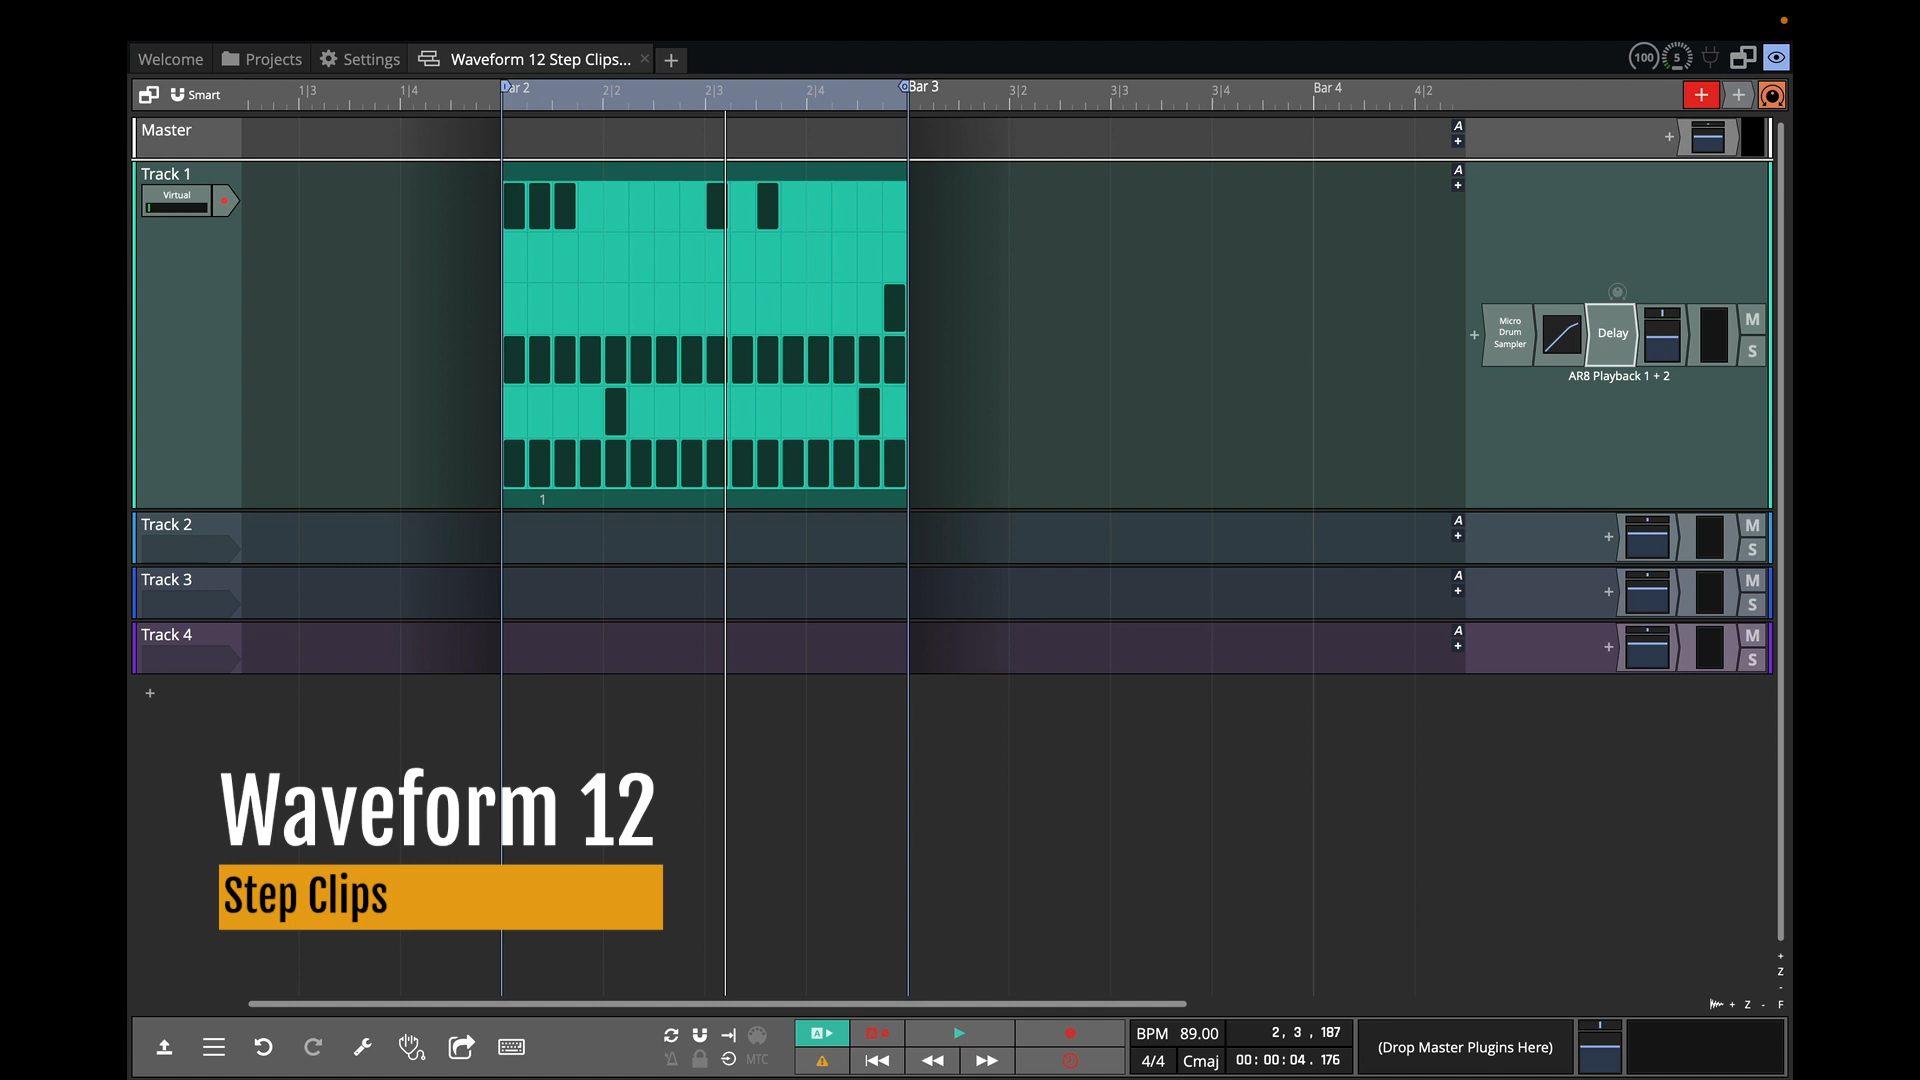 Welcome Projects Settings Waveform 12 Step Clips... × +
100 5
Smart 1|3 1|4 Bar 2 2|2 2|3 2|4 Bar 3 3|2 3|3 3|4 Bar 4 4|2
Master A +
Track 1 A +
Virtual
Micro Drum Sampler Delay M S
AR8 Playback 1 + 2
1
Track 2 A + M S
Track 3 A + M S
Track 4 A + M S
+
Waveform 12
Step Clips
+ Z -
+ Z - F
A A BPM 89.00 2, 3, 187
MTC 4/4 Cmaj 00:00:04.176
(Drop Master Plugins Here)